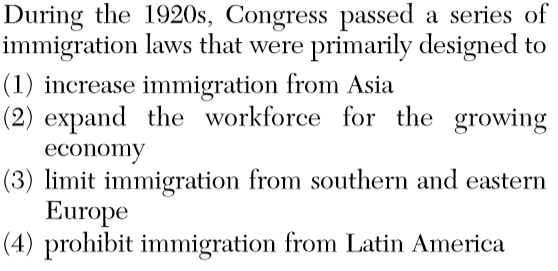 During the 1920s, Congress passed a series of
immigration laws that were primarily designed to
(1) increase immigration from Asia
(2) expand the workforce for the growing
economy
(3) limit immigration from southern and eastern
Europe
(4) prohibit immigration from Latin America